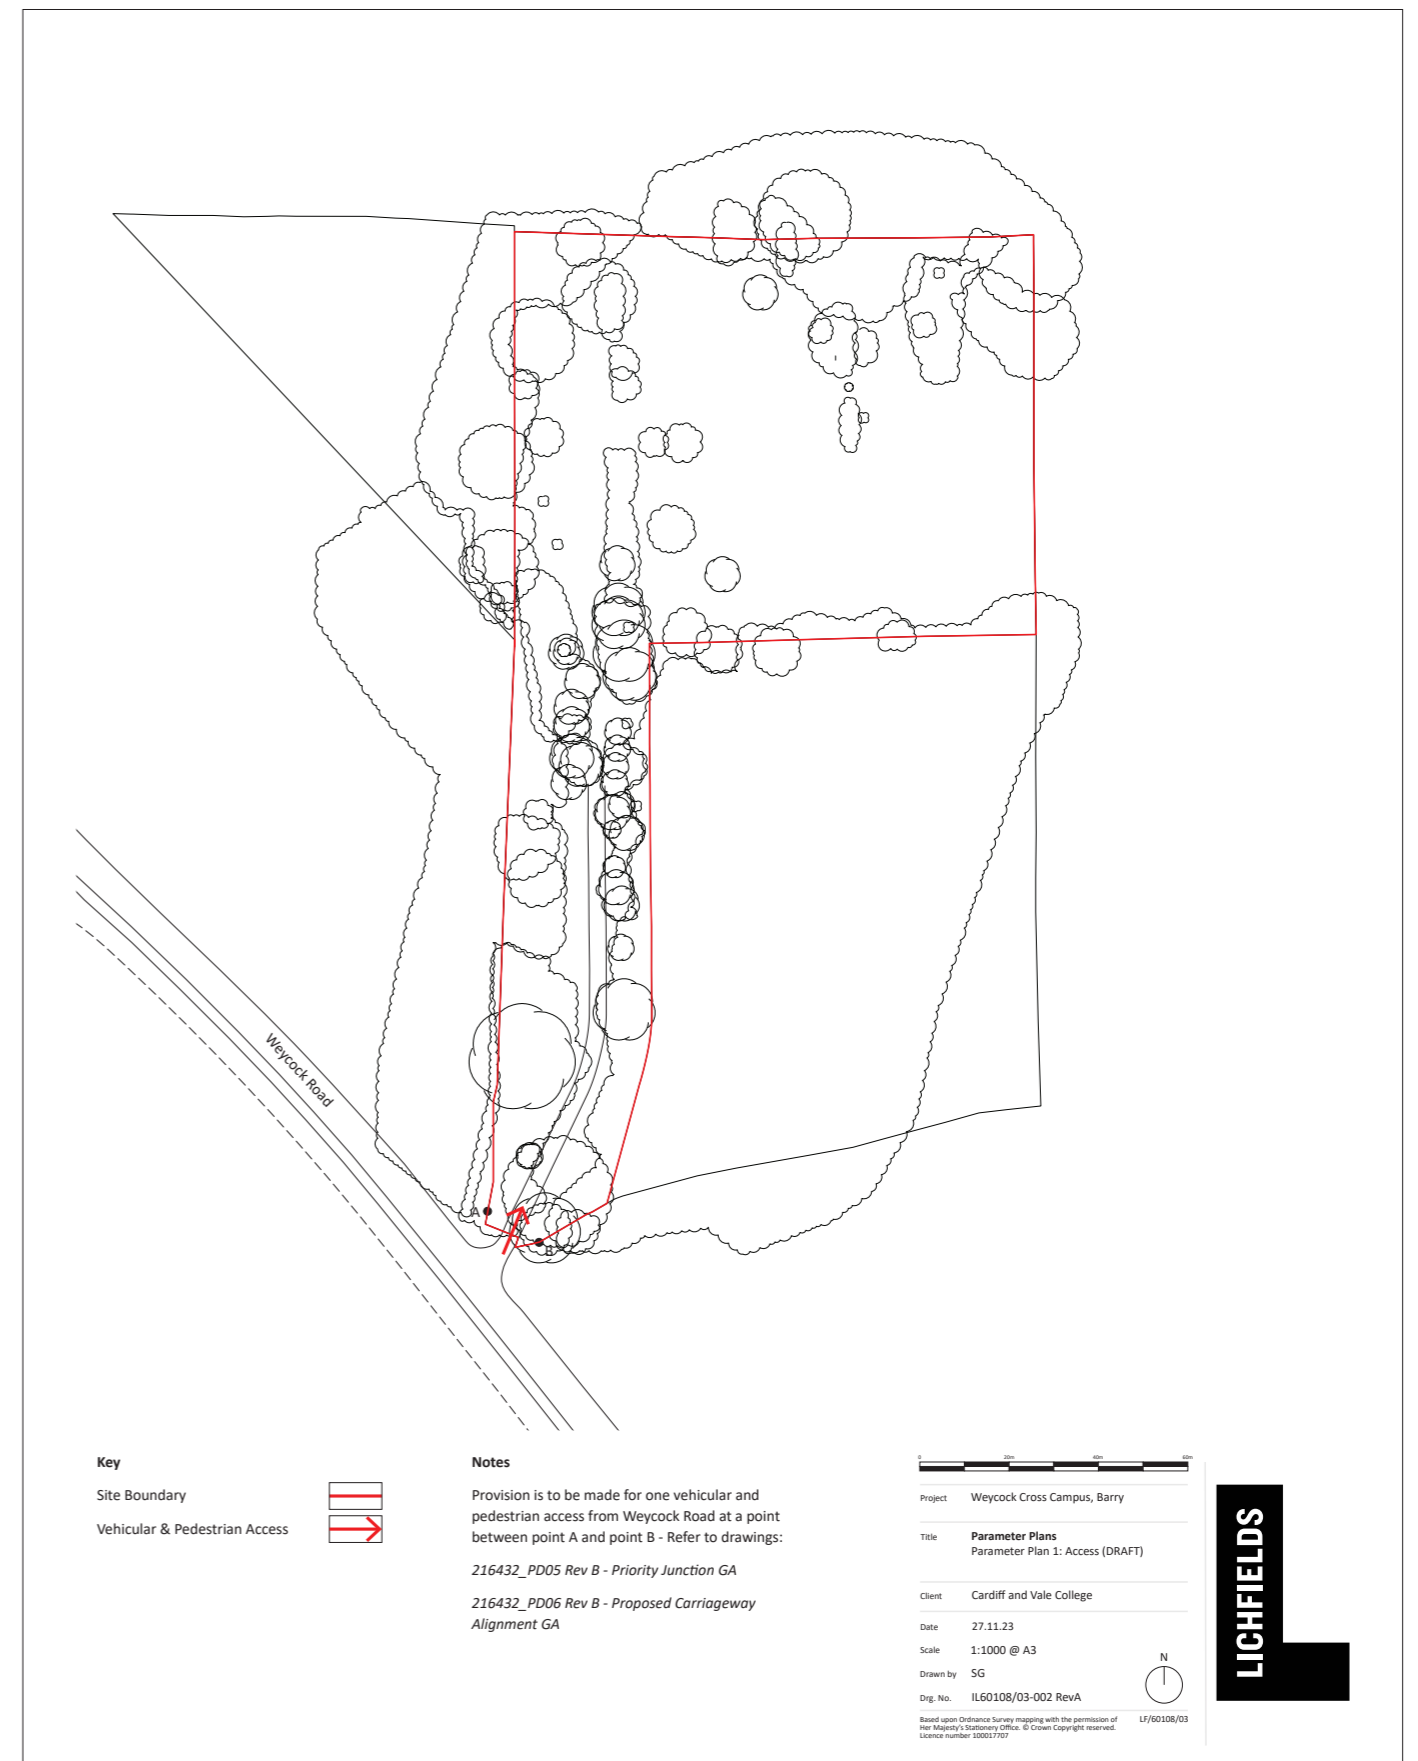 Weycock Road
A
B
Key
Site Boundary
Vehicular & Pedestrian Access
Notes
Provision is to be made for one vehicular and
pedestrian access from Weycock Road at a point
between point A and point B - Refer to drawings:
216432_PD05 Rev B - Priority Junction GA
216432_PD06 Rev B - Proposed Carriageway
Alignment GA
0 20m 40m 60m
Project Weycock Cross Campus, Barry
Title Parameter Plans
Parameter Plan 1: Access (DRAFT)
Client Cardiff and Vale College
Date 27.11.23
Scale 1:1000 @ A3
Drawn by SG
Drg. No. IL60108/03-002 RevA
N
Based upon Ordnance Survey mapping with the permission of
Her Majesty's Stationery Office. © Crown Copyright reserved.
Licence number 100017707
LF/60108/03
LICHFIELDS